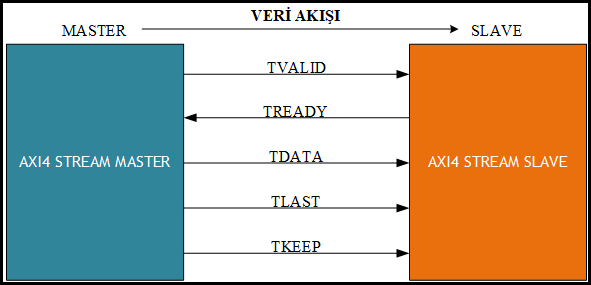 VERİ AKIŞI
MASTER
SLAVE
TVALID
TREADY
AXI4 STREAM MASTER
TDATA
AXI4 STREAM SLAVE
TLAST
TKEEP